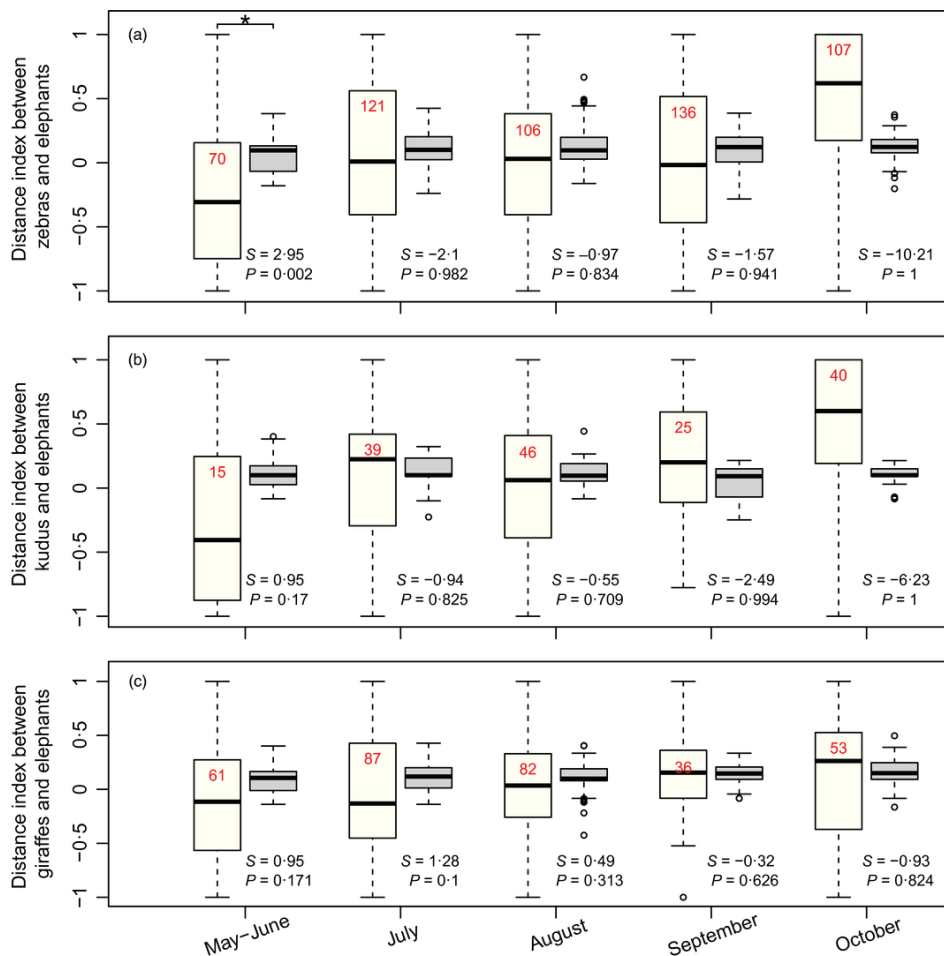 (a)
*
Distance index between
zebras and elephants
1
0·5
0
−0·5
−1
70
121
106
136
107
S = 2.95
P = 0·002
S = −2·1
P = 0·982
S = −0·97
P = 0·834
S = −1·57
P = 0·941
S = −10·21
P = 1
(b)
Distance index between
kudus and elephants
1
0·5
0
−0·5
−1
15
39
46
25
40
S = 0·95
P = 0·17
S = −0·94
P = 0·825
S = −0·55
P = 0·709
S = −2·49
P = 0·994
S = −6·23
P = 1
(c)
Distance index between
giraffes and elephants
1
0·5
0
−0·5
−1
61
87
82
36
53
S = 0·95
P = 0·171
S = 1·28
P = 0·1
S = 0·49
P = 0·313
S = −0·32
P = 0·626
S = −0·93
P = 0·824
May−June
July
August
September
October